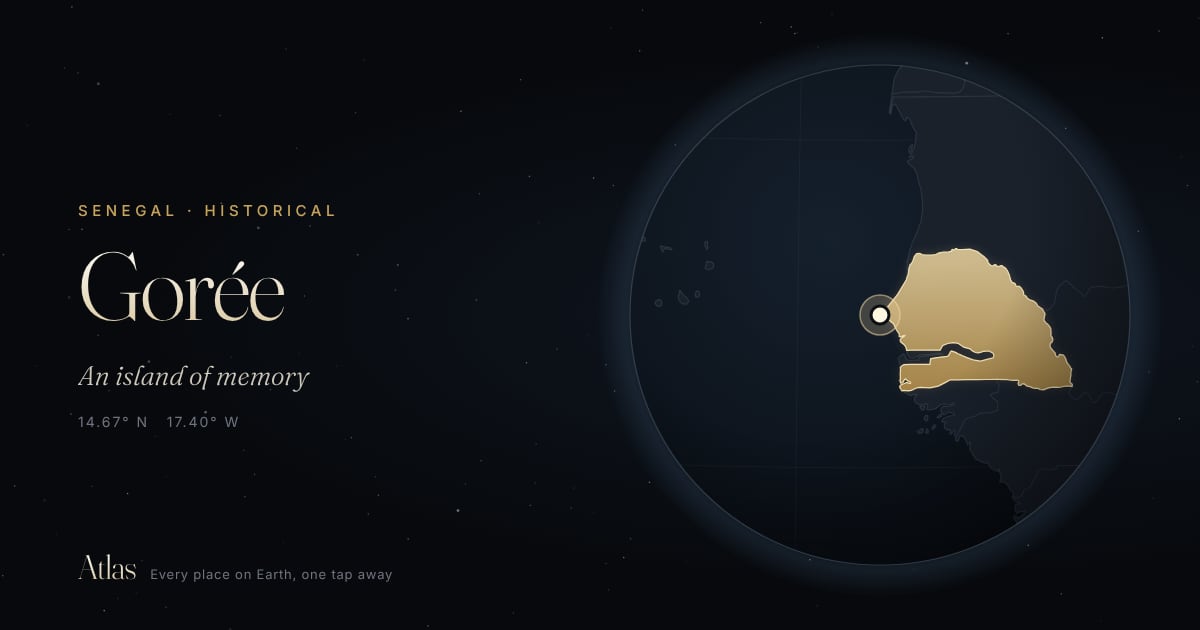 SENEGAL · HISTORICAL
Gorée
An island of memory
14.67° N 17.40° W
Atlas Every place on Earth, one tap away